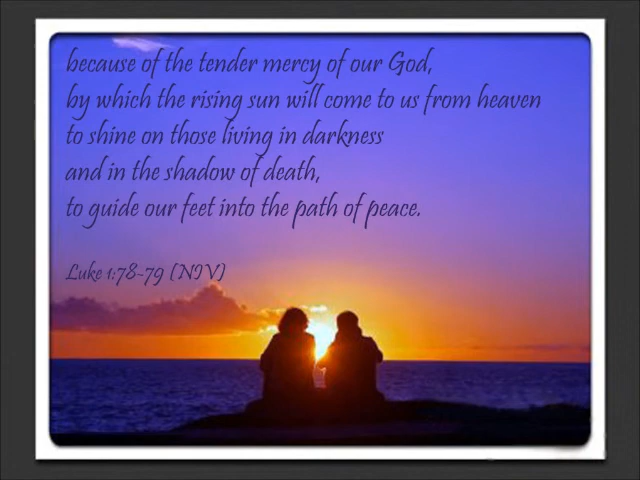 because of the tender mercy of our God,
by which the rising sun will come to us from heaven
to shine on those living in darkness
and in the shadow of death,
to guide our feet into the path of peace.
Luke 1:78-79 (NIV)